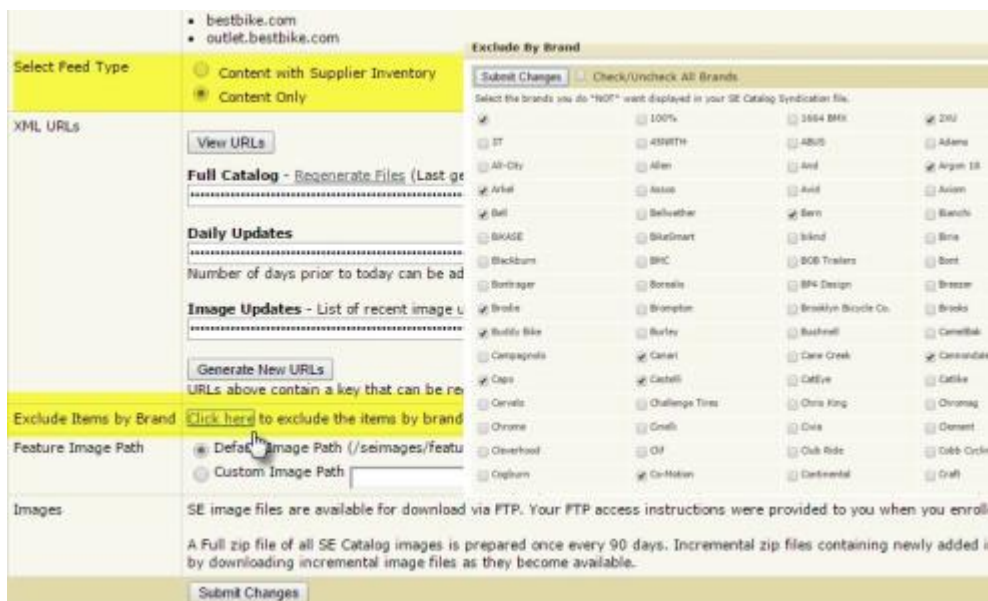 bestbike.com
outlet.bestbike.com
Select Feed Type
Content with Supplier Inventory
Content Only
XML URLs
View URLs
Full Catalog - Regenerate Files (Last ge
Daily Updates
Number of days prior to today can be ad
Image Updates - List of recent image u
Generate New URLs
URLs above contain a key that can be re
Exclude Items by Brand Click here to exclude the items by brand
Feature Image Path
Image Path (/seimages/featu
Custom Image Path
Images
SE image files are available for download via FTP. Your FTP access instructions were provided to you when you enroll
A Full zip file of all SE Catalog images is prepared once every 90 days. Incremental zip files containing newly added i
by downloading incremental image files as they become available.
Submit Changes
Exclude By Brand
Submit Changes Check/Uncheck All Brands
Select the brands you do *NOT* want displayed in your SE Catalog Syndication file.
100% 1664 BMX 2XU
3T 45NRTH ABUS Adams
All-City Allen And Argon 18
Arkel Assos Avid Axiom
Bell Bellwether Bern Bianchi
BiKASE BikeSmart biknd Biria
Blackburn BMC BOB Trailers Bont
Bontrager Borealis BP4 Design Breezer
Brodie Brompton Brooklyn Bicycle Co. Brooks
Buddy Bike Burley Bushnell CamelBak
Campagnolo Canari Cane Creek Cannondale
Capo Castelli CatEye Catlike
Cervelo Challenge Tires Chris King Chromag
Chrome Cinelli Civia Clement
Cleverhood Clif Club Ride Cobb Cyclin
Cogburn Co-Motion Continental Craft